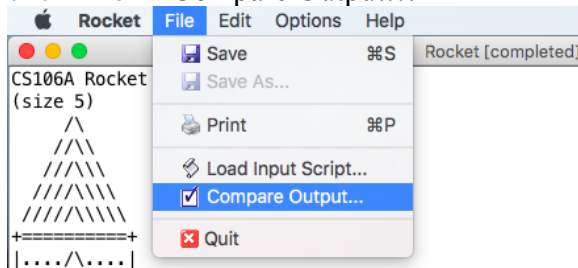 Rocket File Edit Options Help
Rocket [completed]
Save ⌘S
Save As...
Print ⌘P
Load Input Script...
Compare Output...
Quit
CS106A Rocket
(size 5)
     /\
    //\\
   ///\\\
  ////\\\\
 /////\\\\\
+==========+
|..../\....|